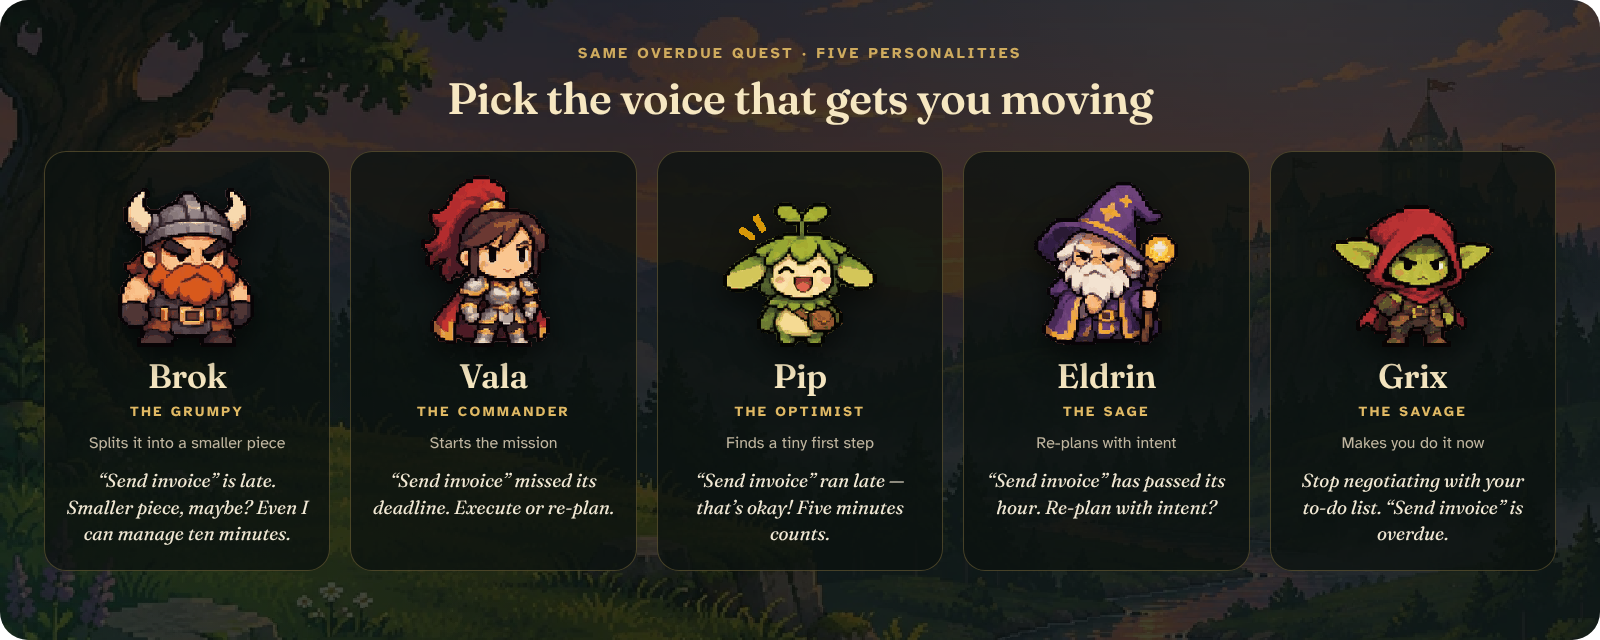 SAME OVERDUE QUEST · FIVE PERSONALITIES
Pick the voice that gets you moving
Brok
THE GRUMPY
Splits it into a smaller piece
“Send invoice” is late.
Smaller piece, maybe? Even I
can manage ten minutes.
Vala
THE COMMANDER
Starts the mission
“Send invoice” missed its
deadline. Execute or re-plan.
Pip
THE OPTIMIST
Finds a tiny first step
“Send invoice” ran late —
that’s okay! Five minutes
counts.
Eldrin
THE SAGE
Re-plans with intent
“Send invoice” has passed its
hour. Re-plan with intent?
Grix
THE SAVAGE
Makes you do it now
Stop negotiating with your
to-do list. “Send invoice” is
overdue.